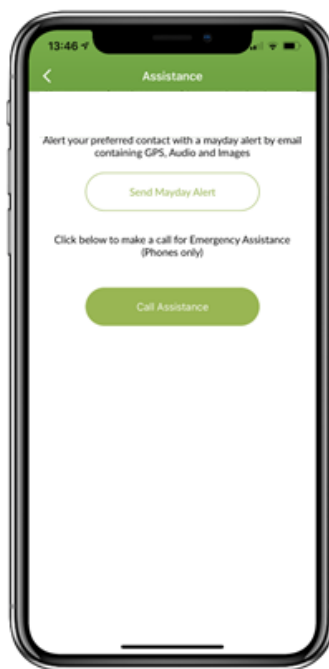 13:46
Assistance
Alert your preferred contact with a mayday alert by email
containing GPS, Audio and Images
Send Mayday Alert
Click below to make a call for Emergency Assistance
(Phones only)
Call Assistance